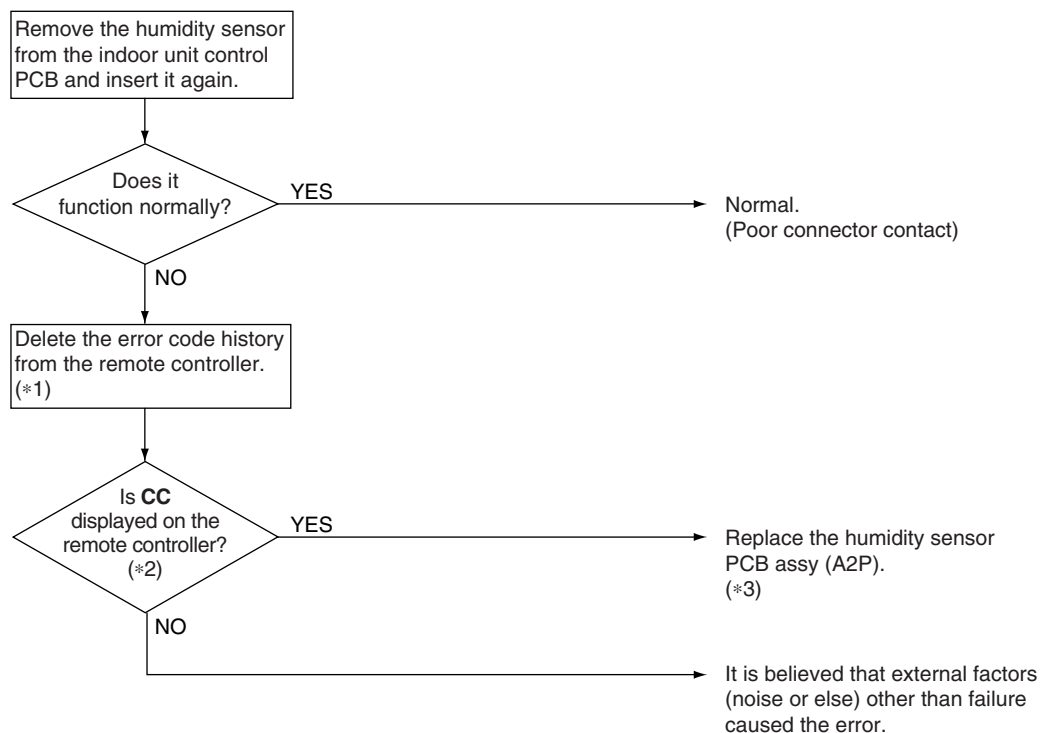 Remove the humidity sensor
from the indoor unit control
PCB and insert it again.
Does it
function normally?
YES
Normal.
(Poor connector contact)
NO
Delete the error code history
from the remote controller.
(*1)
Is CC
displayed on the
remote controller?
(*2)
YES
Replace the humidity sensor
PCB assy (A2P).
(*3)
NO
It is believed that external factors
(noise or else) other than failure
caused the error.